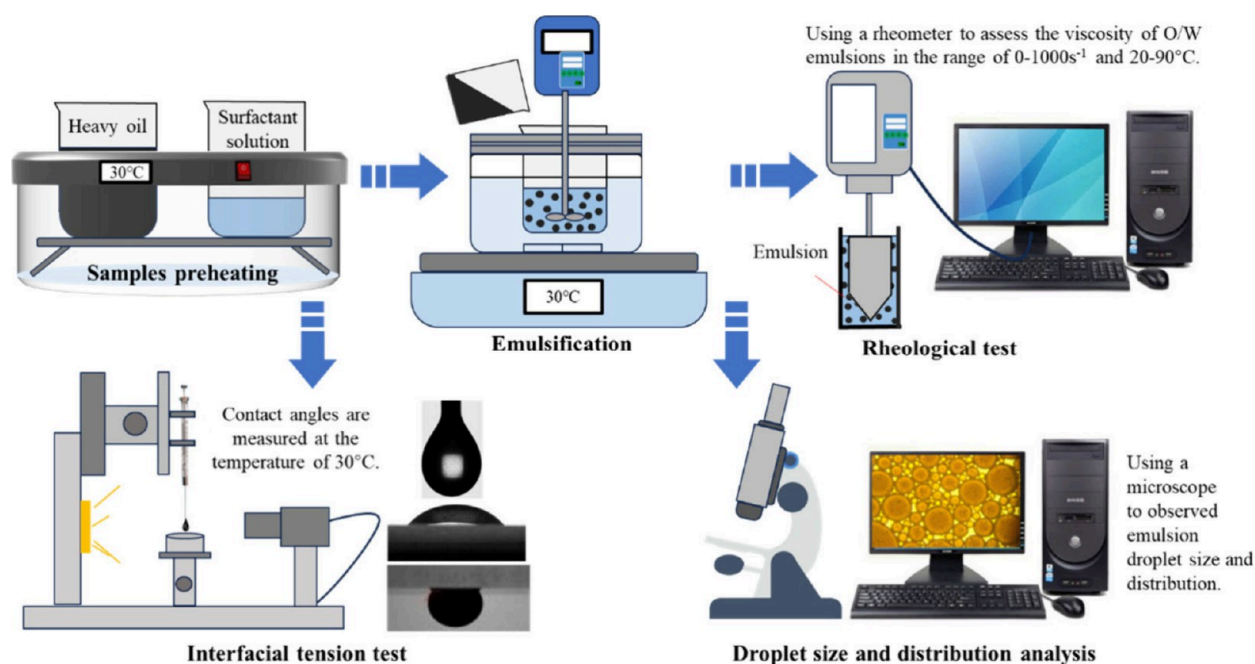 Heavy oil
Surfactant
solution
30°C
Samples preheating
30°C
Emulsification
Using a rheometer to assess the viscosity of O/W
emulsions in the range of 0-1000s⁻¹ and 20-90°C.
Emulsion
Rheological test
Contact angles are
measured at the
temperature of 30°C.
Interfacial tension test
Using a
microscope
to observed
emulsion
droplet size and
distribution.
Droplet size and distribution analysis